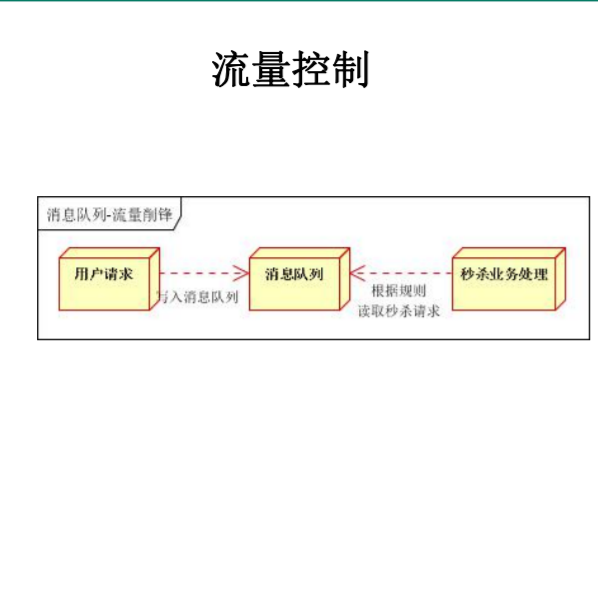 流量控制
消息队列-流量削锋
用户请求
消息队列
秒杀业务处理
写入消息队列
根据规则
读取秒杀请求